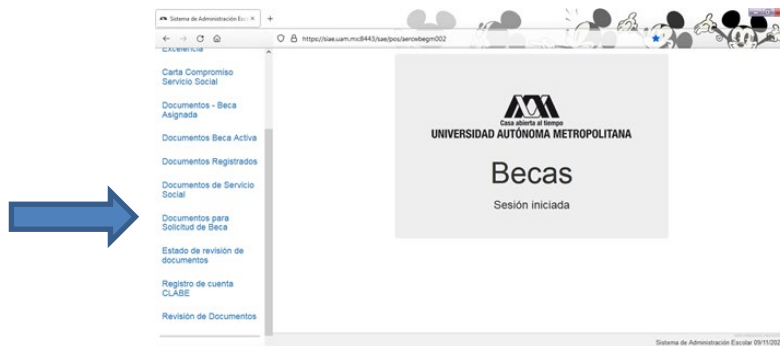 Sistema de Administración Esc
https://siae.uam.mx:8443/sae/pos/aerowbegm002
Excelencia
Carta Compromiso
Servicio Social
Documentos - Beca
Asignada
Documentos Beca Activa
Documentos Registrados
Documentos de Servicio
Social
Documentos para
Solicitud de Beca
Estado de revisión de
documentos
Registro de cuenta
CLABE
Revisión de Documentos
Casa abierta al tiempo
UNIVERSIDAD AUTÓNOMA METROPOLITANA
Becas
Sesión iniciada
Sistema de Administración Escolar 09/11/202